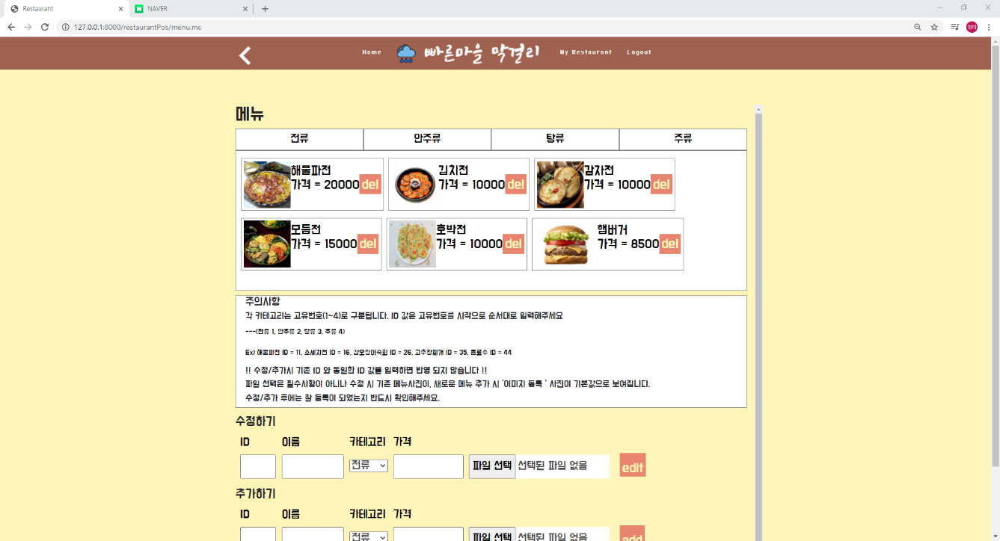 Restaurant
NAVER
127.0.0.1:8000/restaurantPos/menu.mc
Home
빠른마을 막걸리
My Restaurant
Logout
메뉴
전류
안주류
탕류
주류
해물파전
가격 = 20000 del
김치전
가격 = 10000 del
감자전
가격 = 10000 del
모듬전
가격 = 15000 del
호박전
가격 = 10000 del
햄버거
가격 = 8500 del
주의사항
각 카테고리는 고유번호(1~4)로 구분됩니다. ID 값은 고유번호를 시작으로 순서대로 입력해주세요
---(전류 1, 안주류 2, 탕류 3, 주류 4)
Ex) 해물파전 ID = 11, 소세지전 ID = 16, 갑오징어숙회 ID = 26, 고추장찌개 ID = 35, 음료수 ID = 44
!! 수정/추가시 기존 ID 와 동일한 ID 값을 입력하면 반영 되지 않습니다 !!
파일 선택은 필수사항이 아니나 수정 시 기존 메뉴사진이, 새로운 메뉴 추가 시 '이미지 등록 ' 사진이 기본값으로 보여집니다.
수정/추가 후에는 잘 등록이 되었는지 반드시 확인해주세요.
수정하기
ID 이름 카테고리 가격
전류 파일 선택 선택된 파일 없음 edit
추가하기
ID 이름 카테고리 가격
전류 파일 선택 선택된 파일 없음 add